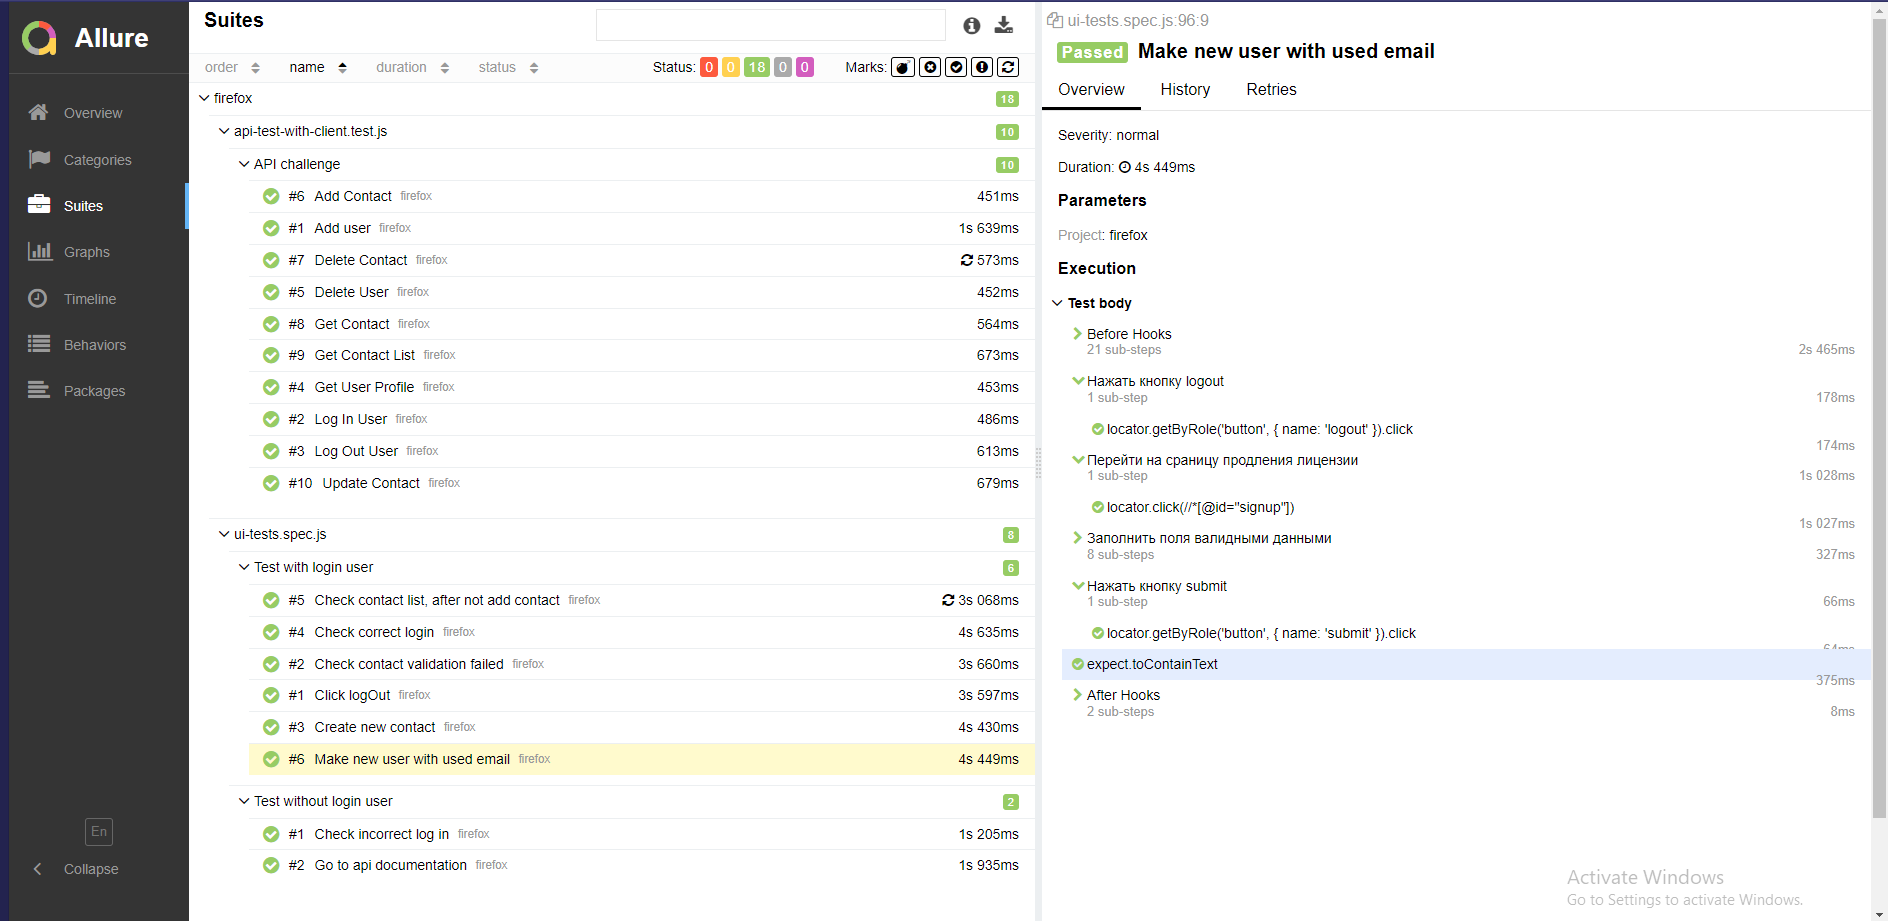 Allure
Overview
Categories
Suites
Graphs
Timeline
Behaviors
Packages
En
Collapse
Suites
order name duration status Status: 0 0 18 0 0 Marks:
firefox 18
api-test-with-client.test.js 10
API challenge 10
#6 Add Contact firefox 451ms
#1 Add user firefox 1s 639ms
#7 Delete Contact firefox 573ms
#5 Delete User firefox 452ms
#8 Get Contact firefox 564ms
#9 Get Contact List firefox 673ms
#4 Get User Profile firefox 453ms
#2 Log In User firefox 486ms
#3 Log Out User firefox 613ms
#10 Update Contact firefox 679ms
ui-tests.spec.js 8
Test with login user 6
#5 Check contact list, after not add contact firefox 3s 068ms
#4 Check correct login firefox 4s 635ms
#2 Check contact validation failed firefox 3s 660ms
#1 Click logOut firefox 3s 597ms
#3 Create new contact firefox 4s 430ms
#6 Make new user with used email firefox 4s 449ms
Test without login user 2
#1 Check incorrect log in firefox 1s 205ms
#2 Go to api documentation firefox 1s 935ms
ui-tests.spec.js:96:9
Passed Make new user with used email
Overview History Retries
Severity: normal
Duration: 4s 449ms
Parameters
Project: firefox
Execution
Test body
Before Hooks
21 sub-steps 2s 465ms
Нажать кнопку logout
1 sub-step 178ms
locator.getByRole('button', { name: 'logout' }).click
174ms
Перейти на сраницу продления лицензии
1 sub-step 1s 028ms
locator.click(//*[@id="signup"])
1s 027ms
Заполнить поля валидными данными
8 sub-steps 327ms
Нажать кнопку submit
1 sub-step 66ms
locator.getByRole('button', { name: 'submit' }).click
64ms
expect.toContainText
375ms
After Hooks
2 sub-steps 8ms
Activate Windows
Go to Settings to activate Windows.